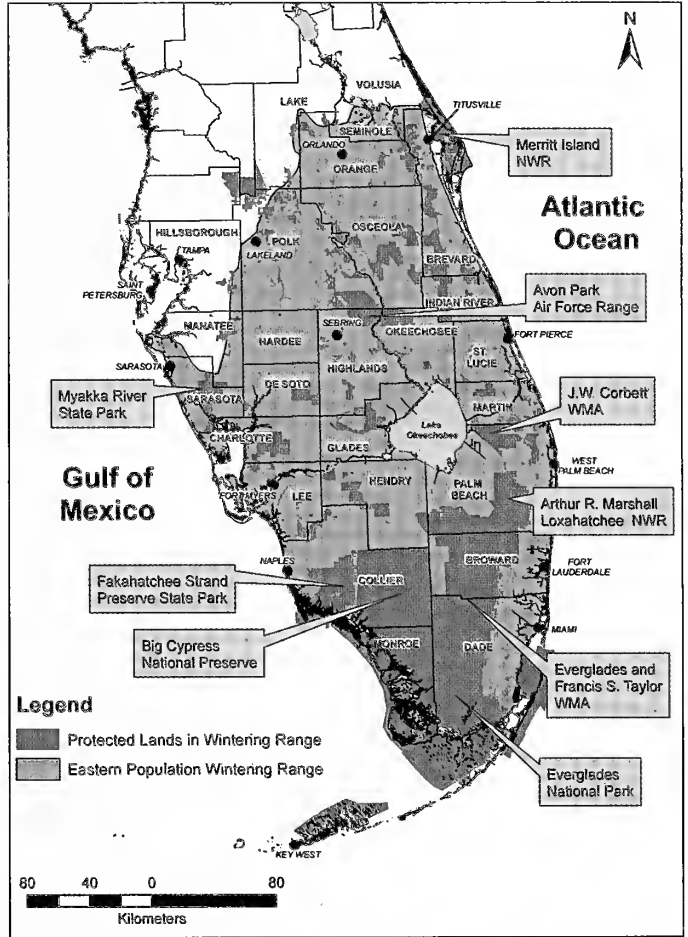 N
VOLUSIA
LAKE
TITUSVILLE
SEMINOLE
ORLANDO
ORANGE
Merritt Island
NWR
Atlantic
Ocean
OSCEOLA
HILLSBOROUGH
TAMPA
POLK
LAKELAND
BREVARD
SAINT
PETERSBURG
Avon Park
Air Force Range
INDIAN RIVER
MANATEE
SEBRING
OKEECHOBEE
HARDEE
FORT PIERCE
ST.
LUCIE
SARASOTA
HIGHLANDS
DE SOTO
Myakka River
State Park
SARASOTA
MARTIN
J.W. Corbett
WMA
Lake
Okeechobee
CHARLOTTE
GLADES
Gulf of
Mexico
WEST
PALM BEACH
HENDRY
PALM
BEACH
FORT MYERS
LEE
Arthur R. Marshall
Loxahatchee NWR
BROWARD
NAPLES
FORT
LAUDERDALE
COLLIER
Fakahatchee Strand
Preserve State Park
MIAMI
Big Cypress
National Preserve
MONROE
DADE
Everglades and
Francis S. Taylor
WMA
Legend
Protected Lands in Wintering Range
Eastern Population Wintering Range
Everglades
National Park
KEY WEST
80 40 0 80
Kilometers